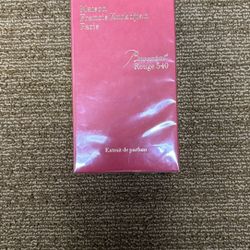 Maison
Francis Kurkdjian
Paris
Baccarat
Rouge 540
Extrait de parfum